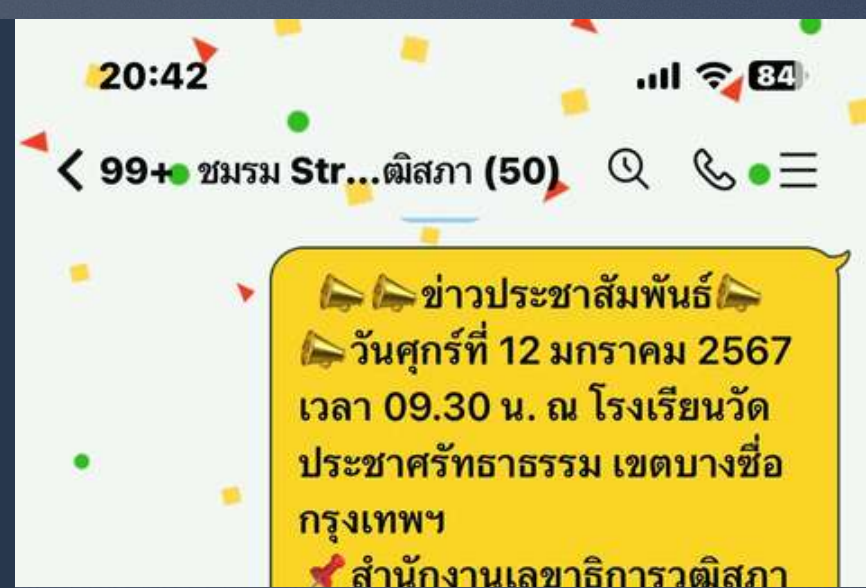 20:42 84
99+ ชมรม Str...ฒิสภา (50)
ข่าวประชาสัมพันธ์
วันศุกร์ที่ 12 มกราคม 2567
เวลา 09.30 น. ณ โรงเรียนวัด
ประชาศรัทธาธรรม เขตบางซื่อ
กรุงเทพฯ
สำนักงานเลขาธิการวุฒิสภา